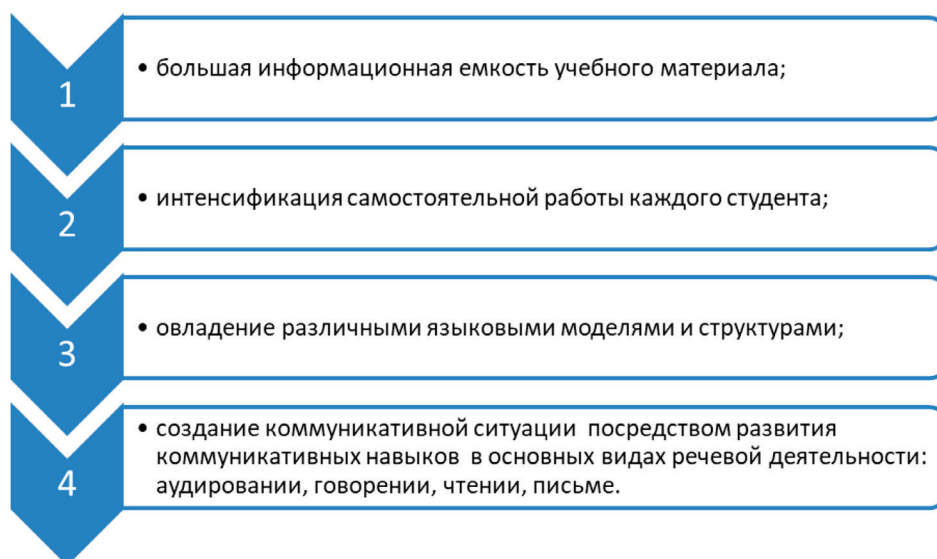 1
• большая информационная емкость учебного материала;
2
• интенсификация самостоятельной работы каждого студента;
3
• овладение различными языковыми моделями и структурами;
4
• создание коммуникативной ситуации посредством развития
коммуникативных навыков в основных видах речевой деятельности:
аудировании, говорении, чтении, письме.